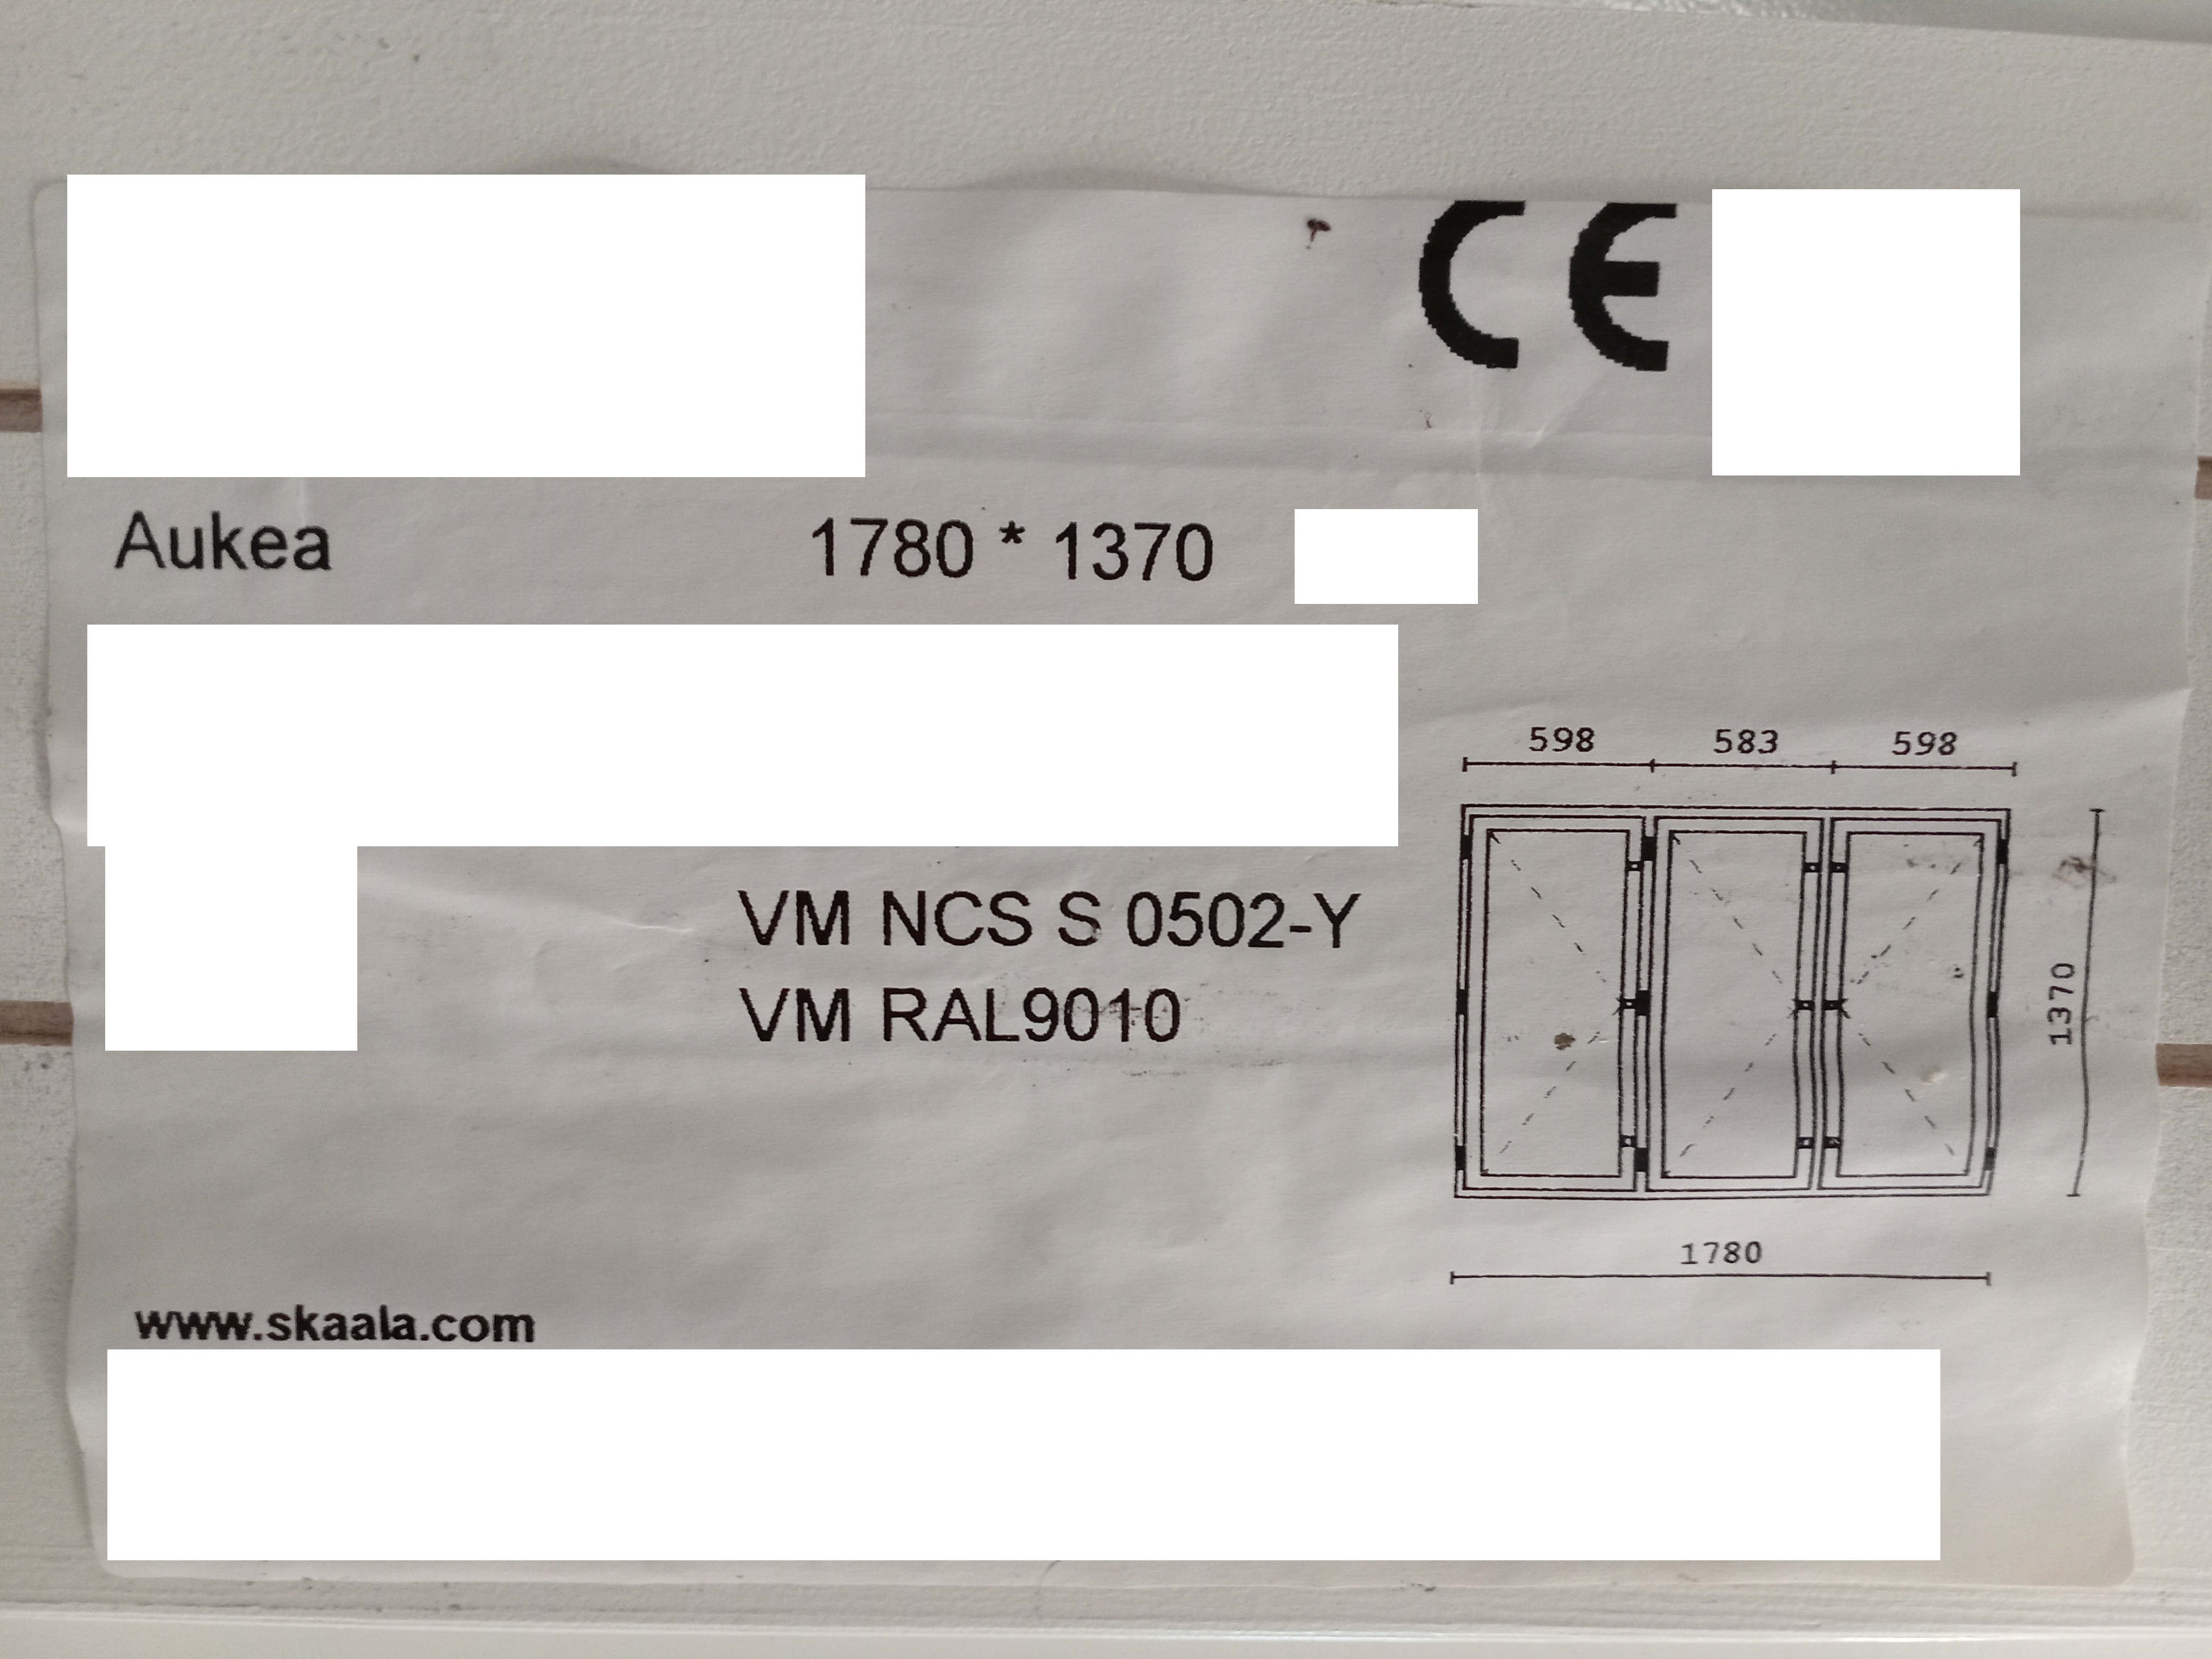 CE
Aukea 1780 * 1370
598 583 598
VM NCS S 0502-Y
VM RAL9010
1370
1780
www.skaala.com